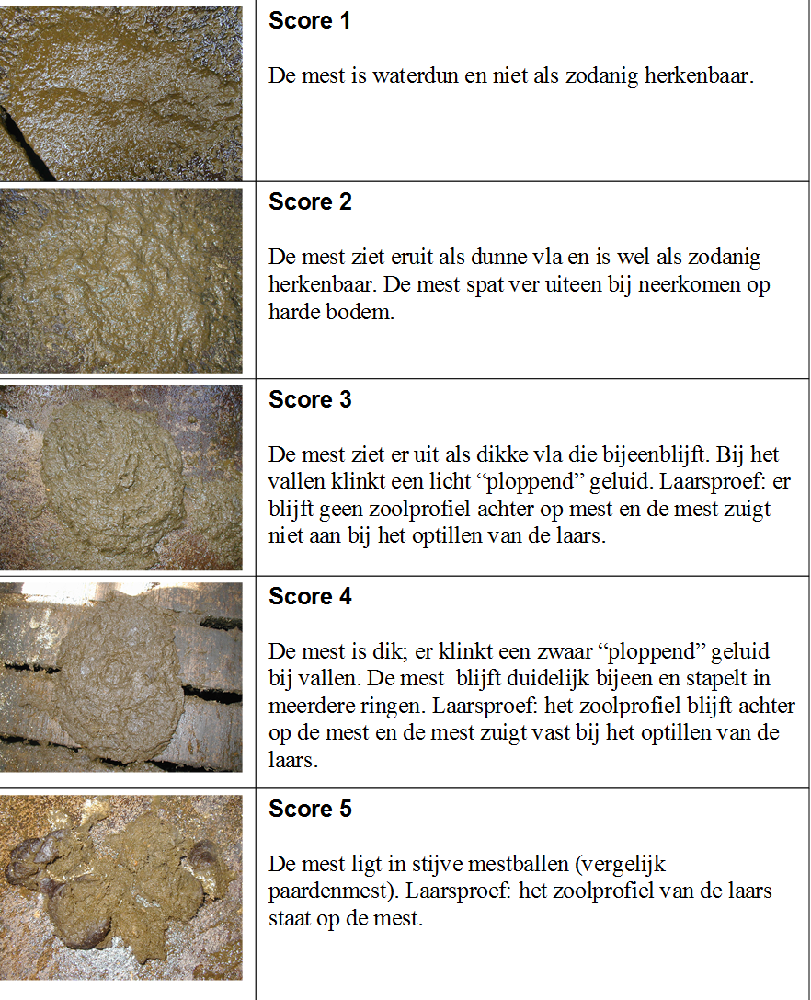 Score 1
De mest is waterdun en niet als zodanig herkenbaar.
Score 2
De mest ziet eruit als dunne vla en is wel als zodanig
herkenbaar. De mest spat ver uiteen bij neerkomen op
harde bodem.
Score 3
De mest ziet er uit als dikke vla die bijeenblijft. Bij het
vallen klinkt een licht “ploppend” geluid. Laarsproef: er
blijft geen zoolprofiel achter op mest en de mest zuigt
niet aan bij het optillen van de laars.
Score 4
De mest is dik; er klinkt een zwaar “ploppend” geluid
bij vallen. De mest  blijft duidelijk bijeen en stapelt in
meerdere ringen. Laarsproef: het zoolprofiel blijft achter
op de mest en de mest zuigt vast bij het optillen van de
laars.
Score 5
De mest ligt in stijve mestballen (vergelijk
paardenmest). Laarsproef: het zoolprofiel van de laars
staat op de mest.